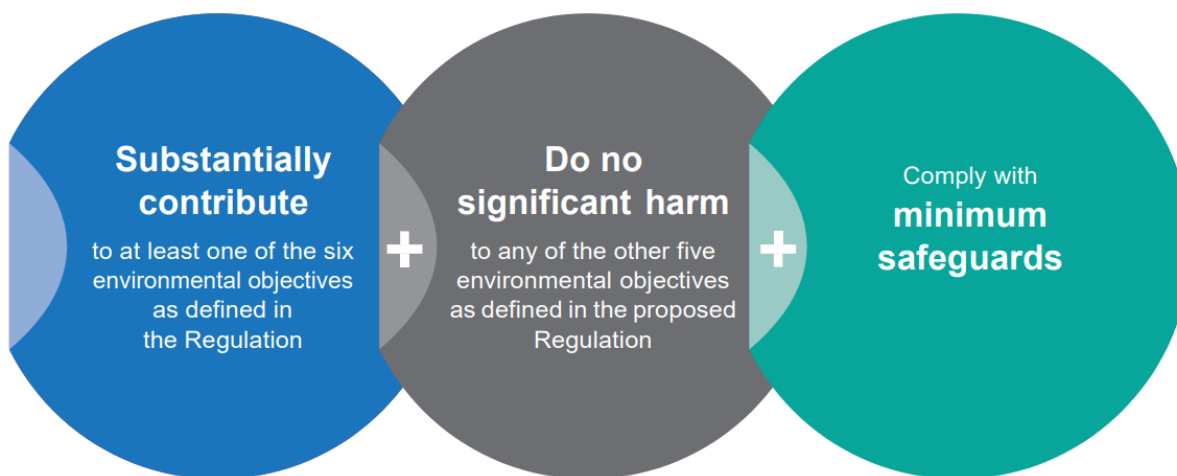 Substantially
contribute
to at least one of the six
environmental objectives
as defined in
the Regulation
+
Do no
significant harm
to any of the other five
environmental objectives
as defined in the proposed
Regulation
+
Comply with
minimum
safeguards